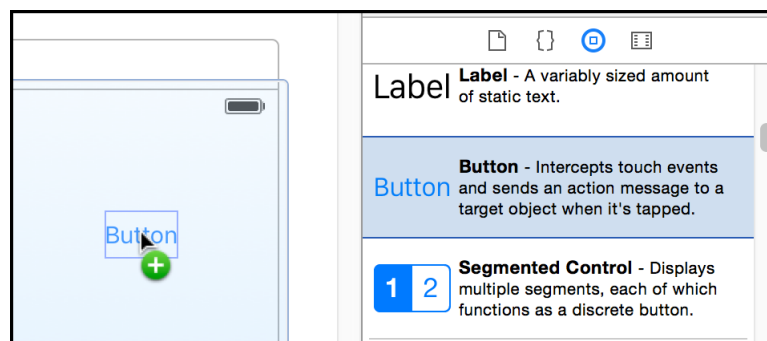 Label
Label - A variably sized amount
of static text.
Button
Button
Button - Intercepts touch events
and sends an action message to a
target object when it's tapped.
1 2
Segmented Control - Displays
multiple segments, each of which
functions as a discrete button.